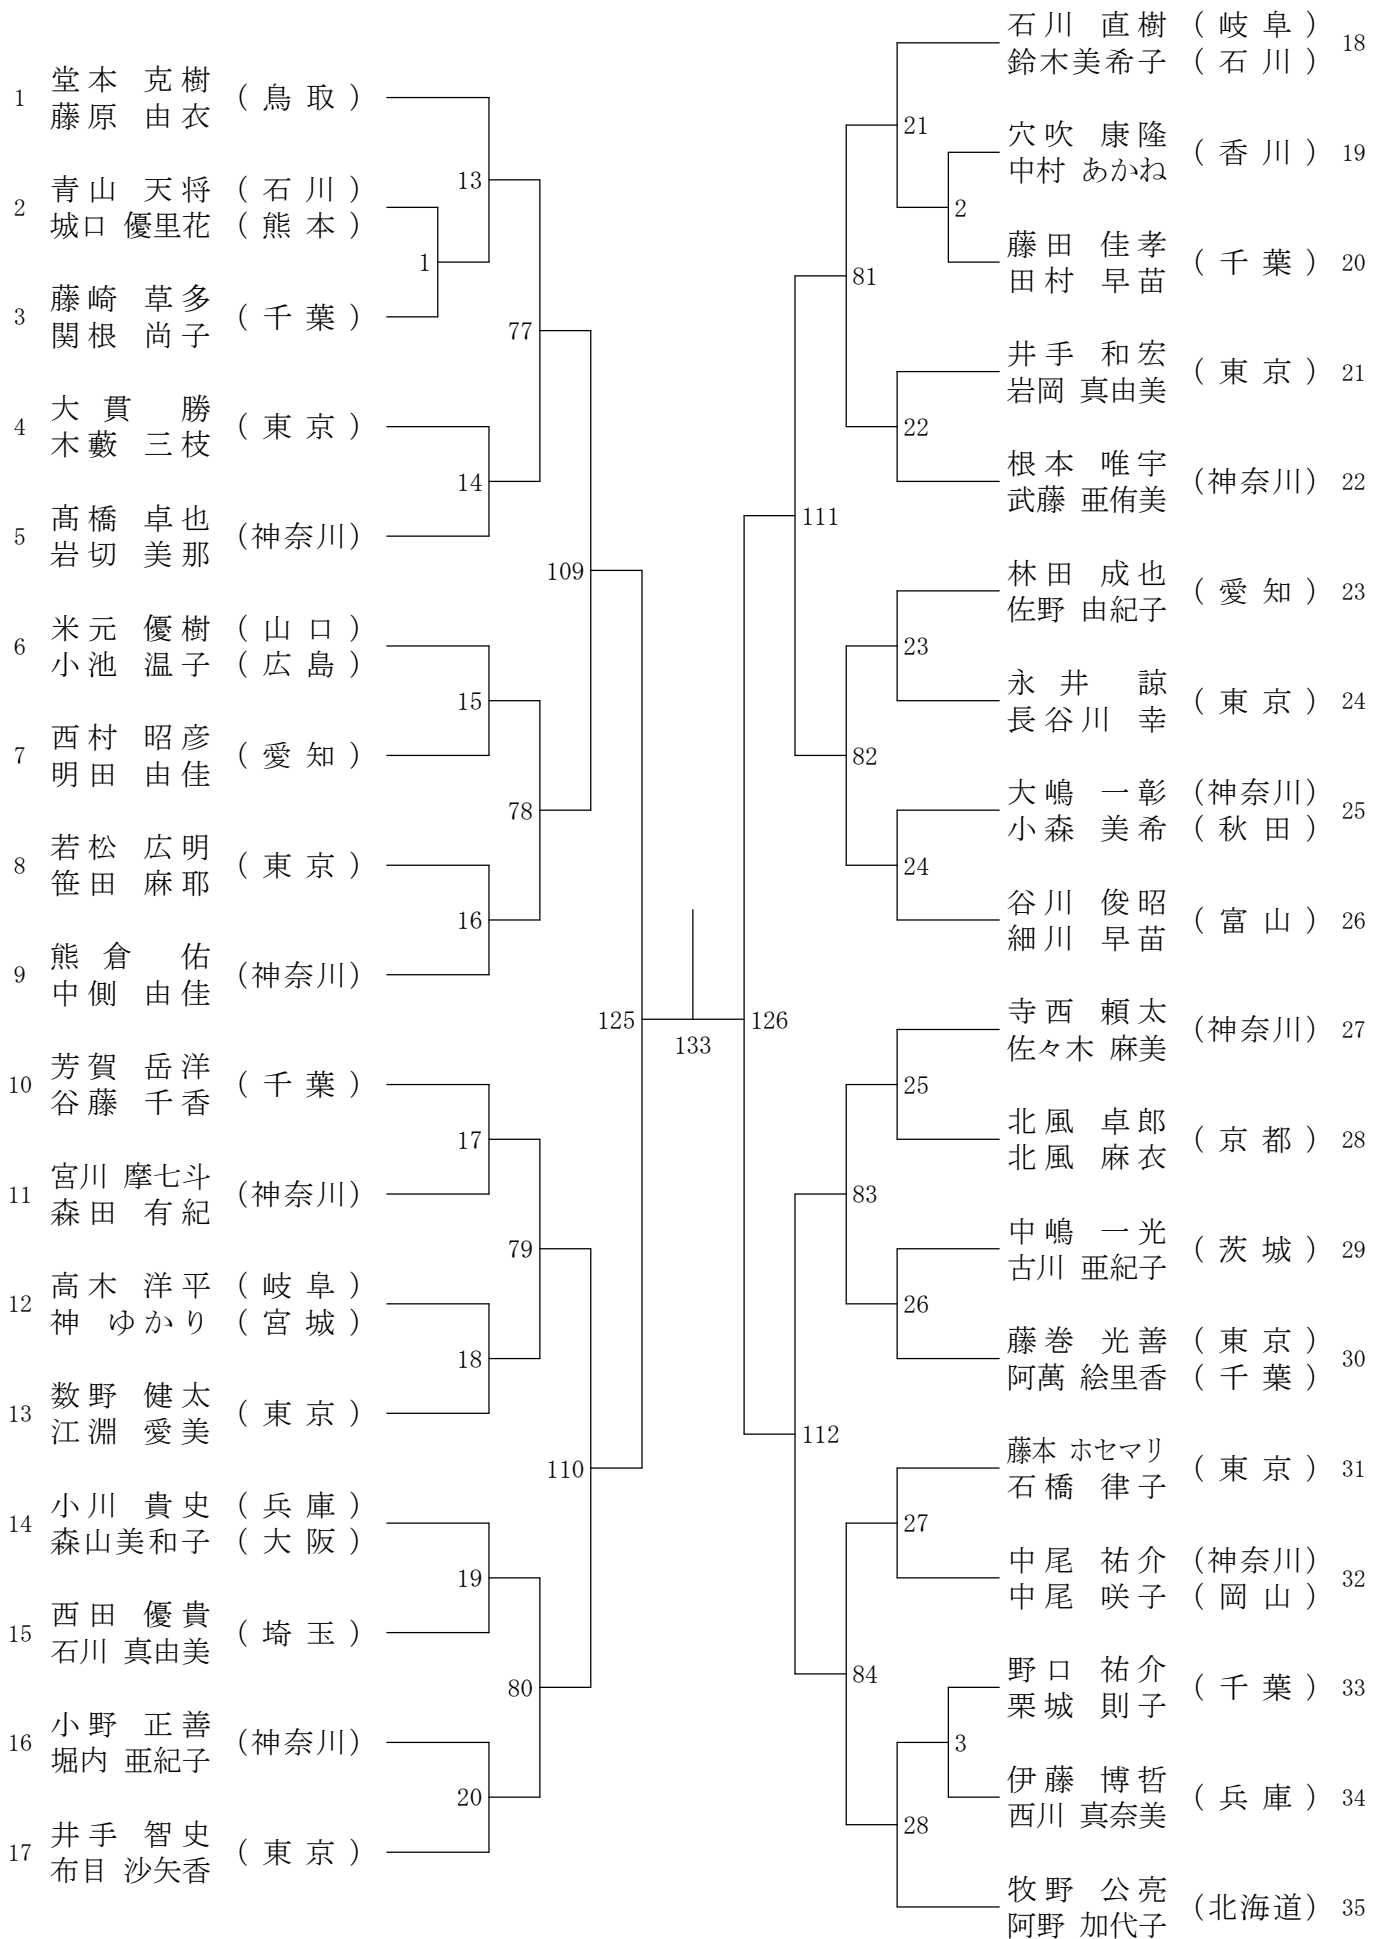 1 堂本 克樹 (鳥取)
藤原 由衣
2 青山 天将 (石川)
城口 優里花 (熊本)
3 藤崎 草多 (千葉)
関根 尚子
4 大貫 勝 (東京)
木藪 三枝
5 髙橋 卓也 (神奈川)
岩切 美那
6 米元 優樹 (山口)
小池 温子 (広島)
7 西村 昭彦 (愛知)
明田 由佳
8 若松 広明 (東京)
笹田 麻耶
9 熊倉 佑 (神奈川)
中側 由佳
10 芳賀 岳洋 (千葉)
谷藤 千香
11 宮川 摩七斗 (神奈川)
森田 有紀
12 高木 洋平 (岐阜)
神 ゆかり (宮城)
13 数野 健太 (東京)
江淵 愛美
14 小川 貴史 (兵庫)
森山美和子 (大阪)
15 西田 優貴 (埼玉)
石川 真由美
16 小野 正善 (神奈川)
堀内 亜紀子
17 井手 智史 (東京)
布目 沙矢香
1
13
14
15
16
17
18
19
20
77
78
79
80
109
110
125
133
126
111
112
81
82
83
84
21
22
23
24
25
26
27
28
2
3
石川 直樹 (岐阜) 18
鈴木美希子 (石川)
穴吹 康隆 (香川) 19
中村 あかね
藤田 佳孝 (千葉) 20
田村 早苗
井手 和宏 (東京) 21
岩岡 真由美
根本 唯宇 (神奈川) 22
武藤 亜侑美
林田 成也 (愛知) 23
佐野 由紀子
永井 諒 (東京) 24
長谷川 幸
大嶋 一彰 (神奈川) 25
小森 美希 (秋田)
谷川 俊昭 (富山) 26
細川 早苗
寺西 頼太 (神奈川) 27
佐々木 麻美
北風 卓郎 (京都) 28
北風 麻衣
中嶋 一光 (茨城) 29
古川 亜紀子
藤巻 光善 (東京) 30
阿萬 絵里香 (千葉)
藤本 ホセマリ (東京) 31
石橋 律子
中尾 祐介 (神奈川) 32
中尾 咲子 (岡山)
野口 祐介 (千葉) 33
栗城 則子
伊藤 博哲 (兵庫) 34
西川 真奈美
牧野 公亮 (北海道) 35
阿野 加代子